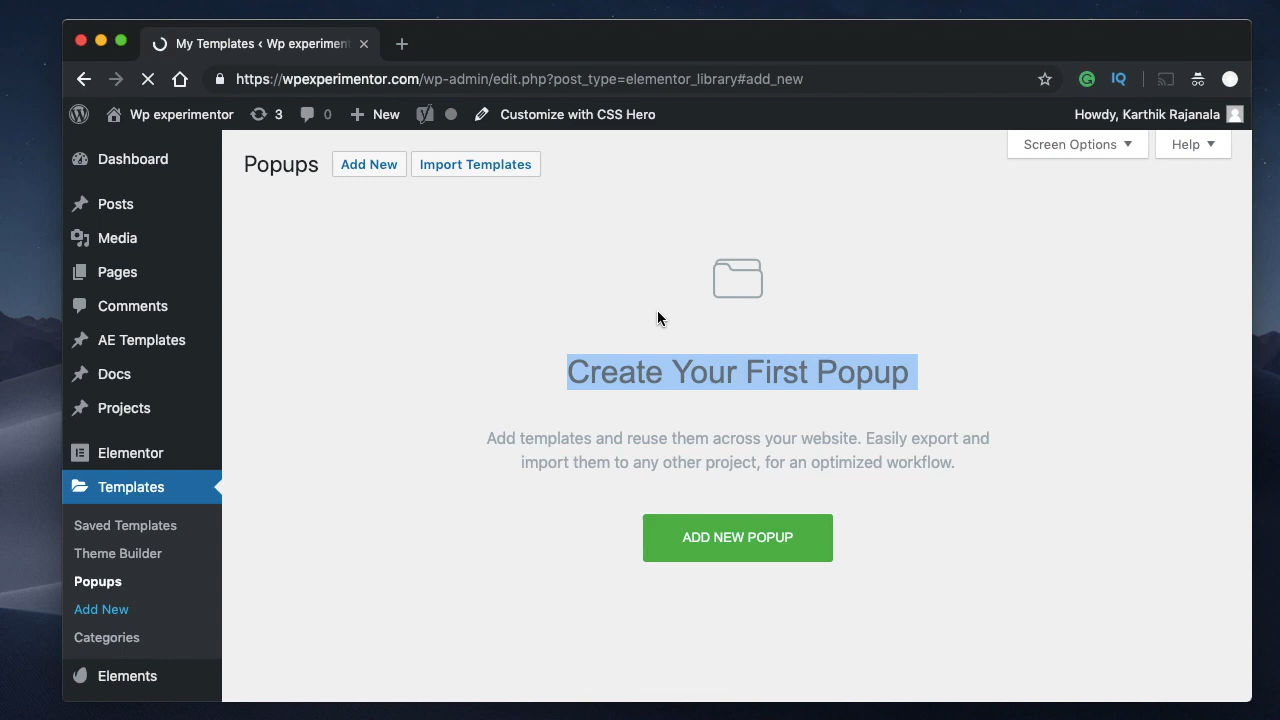 My Templates ‹ Wp experiment
https://wpexperimentor.com/wp-admin/edit.php?post_type=elementor_library#add_new
IQ
Wp experimentor 3 0 New Customize with CSS Hero Howdy, Karthik Rajanala
Screen Options Help
Popups Add New Import Templates
Dashboard
Posts
Media
Pages
Comments
AE Templates
Docs
Projects
Elementor
Templates
Saved Templates
Theme Builder
Popups
Add New
Categories
Elements
Create Your First Popup
Add templates and reuse them across your website. Easily export and
import them to any other project, for an optimized workflow.
ADD NEW POPUP